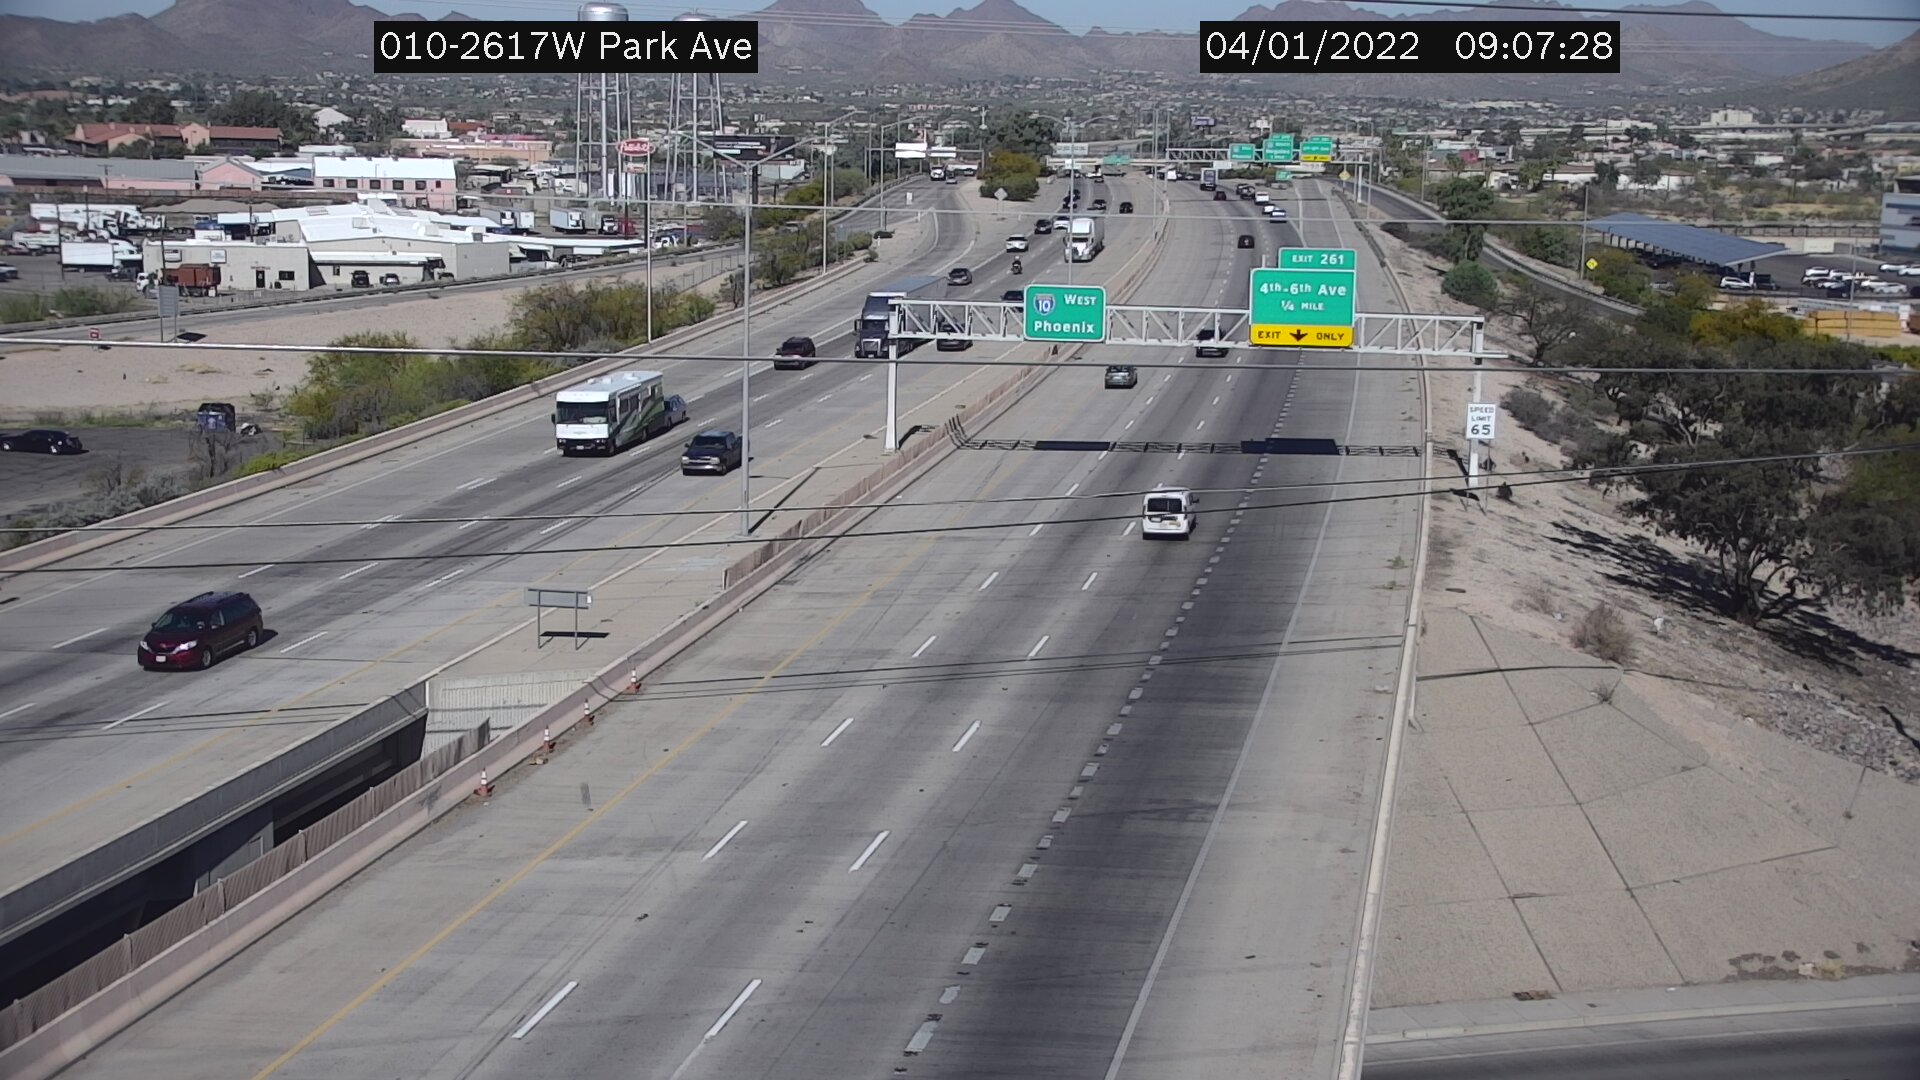 010-2617W Park Ave
04/01/2022 09:07:28
EXIT 261
4th-6th Ave
1/4 MILE
EXIT ONLY
10 WEST
Phoenix
SPEED
LIMIT
65